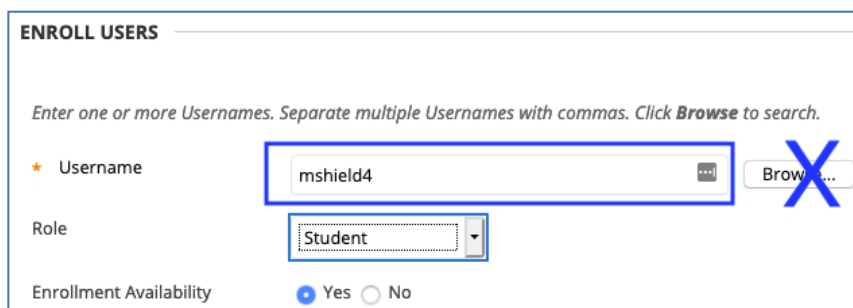 ENROLL USERS
Enter one or more Usernames. Separate multiple Usernames with commas. Click Browse to search.
* Username mshield4 Browse...
Role Student
Enrollment Availability Yes No